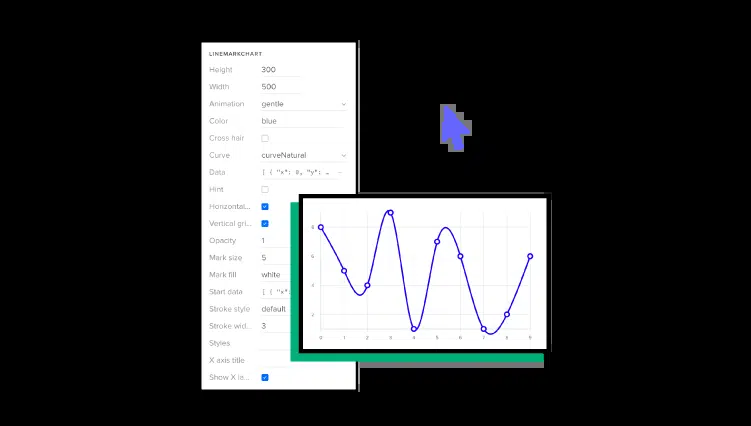 LINEMARKCHART
Height 300
Width 500
Animation gentle
Color blue
Cross hair
Curve curveNatural
Data [ { "x": 0, "y": …
Hint
Horizontal...
Vertical gri...
Opacity 1
Mark size 5
Mark fill white
Start data [ { "x":
Stroke style default
Stroke wid... 3
Styles
X axis title
Show X la...
8
6
4
2
0 1 2 3 4 5 6 7 8 9